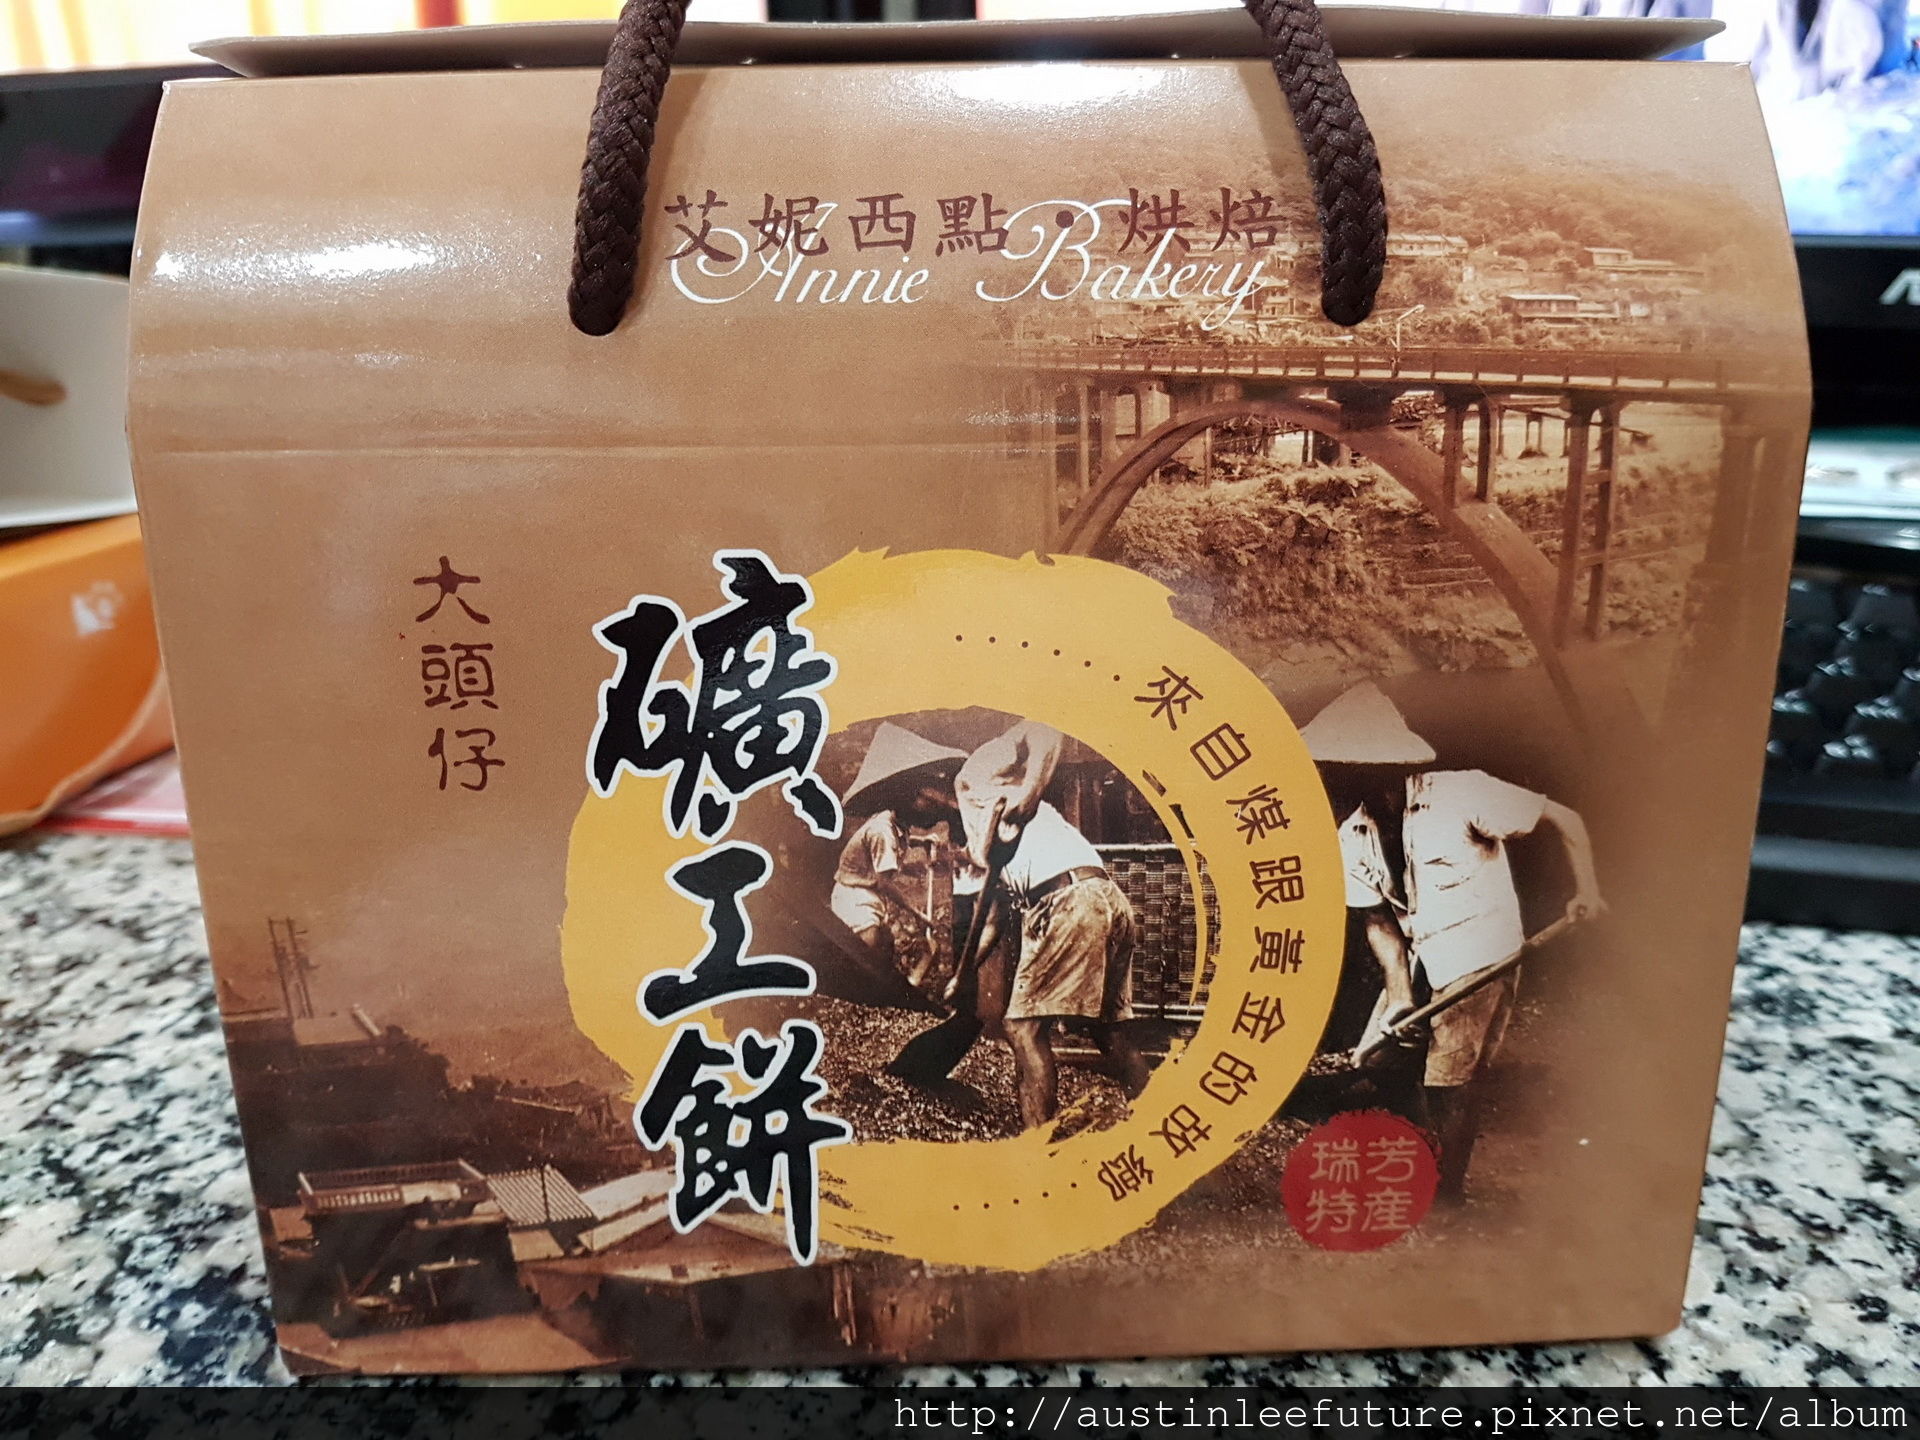 艾妮西點・烘焙
Annie Bakery
大頭仔
礦工餅
.....來自煤跟黃金的故鄉.....
瑞芳
特產
http://austinleefuture.pixnet.net/album